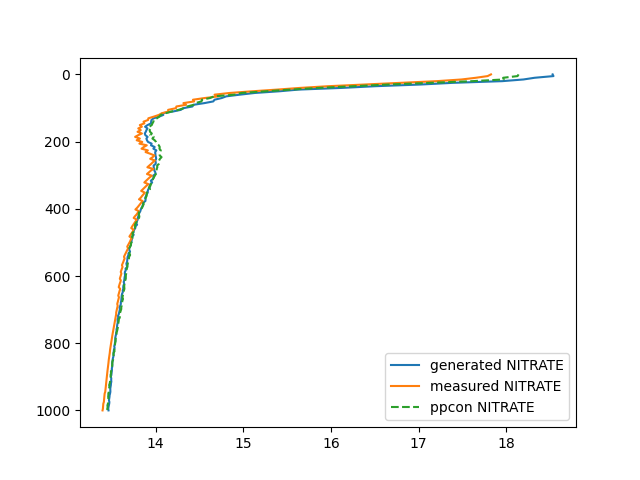 0
200
400
600
800
1000
14 15 16 17 18
generated NITRATE
measured NITRATE
ppcon NITRATE